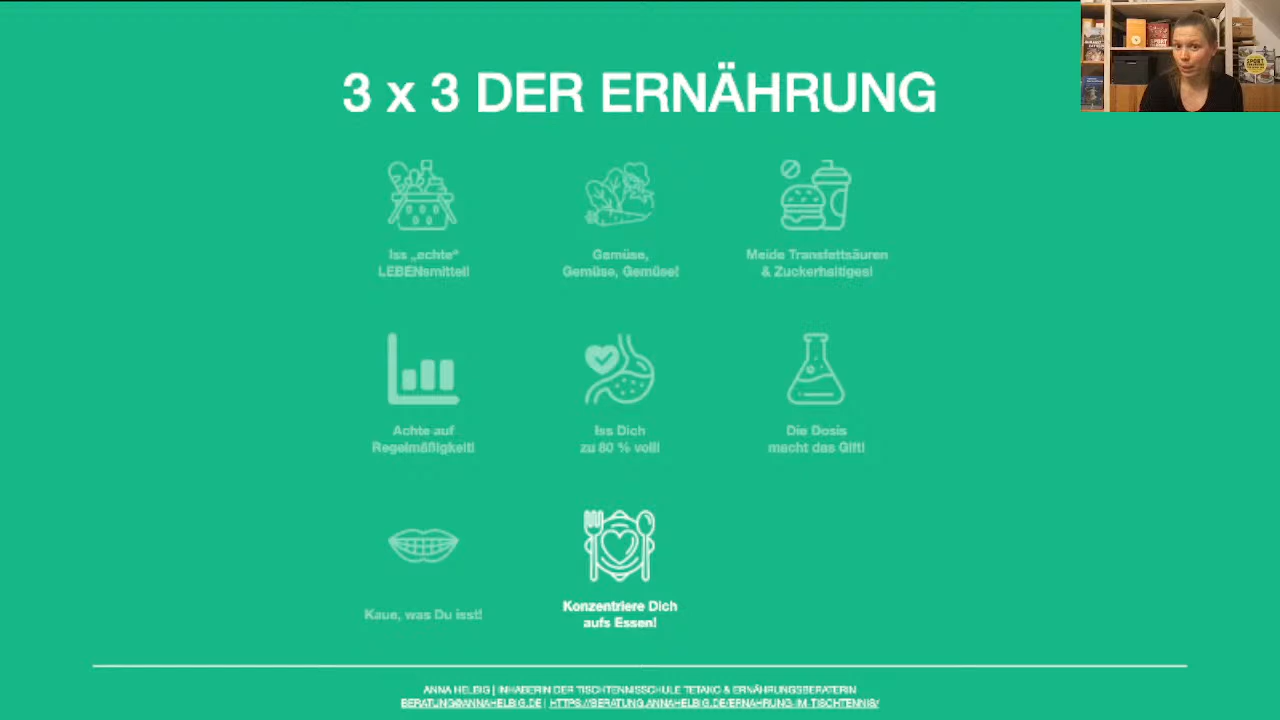 3 x 3 DER ERNÄHRUNG
Iss „echte“
LEBENsmittel!
Gemüse,
Gemüse, Gemüse!
Meide Transfettsäuren
& Zuckerhaltiges!
Achte auf
Regelmäßigkeit!
Iss Dich
zu 80 % voll!
Die Dosis
macht das Gift!
Kaue, was Du isst!
Konzentriere Dich
aufs Essen!
ANNA HELBIG | INHABERIN DER TISCHTENNISSCHULE TETAKO & ERNÄHRUNGSBERATERIN
BERATUNG@ANNAHELBIG.DE | HTTPS://BERATUNG.ANNAHELBIG.DE/ERNAHRUNG-IM-TISCHTENNIS/
SPORT